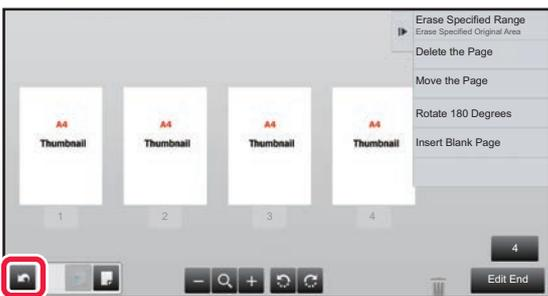 Erase Specified Range
Erase Specified Original Area
Delete the Page
Move the Page
Rotate 180 Degrees
Insert Blank Page
A4
Thumbnail
A4
Thumbnail
A4
Thumbnail
A4
Thumbnail
1
2
3
4
4
Edit End